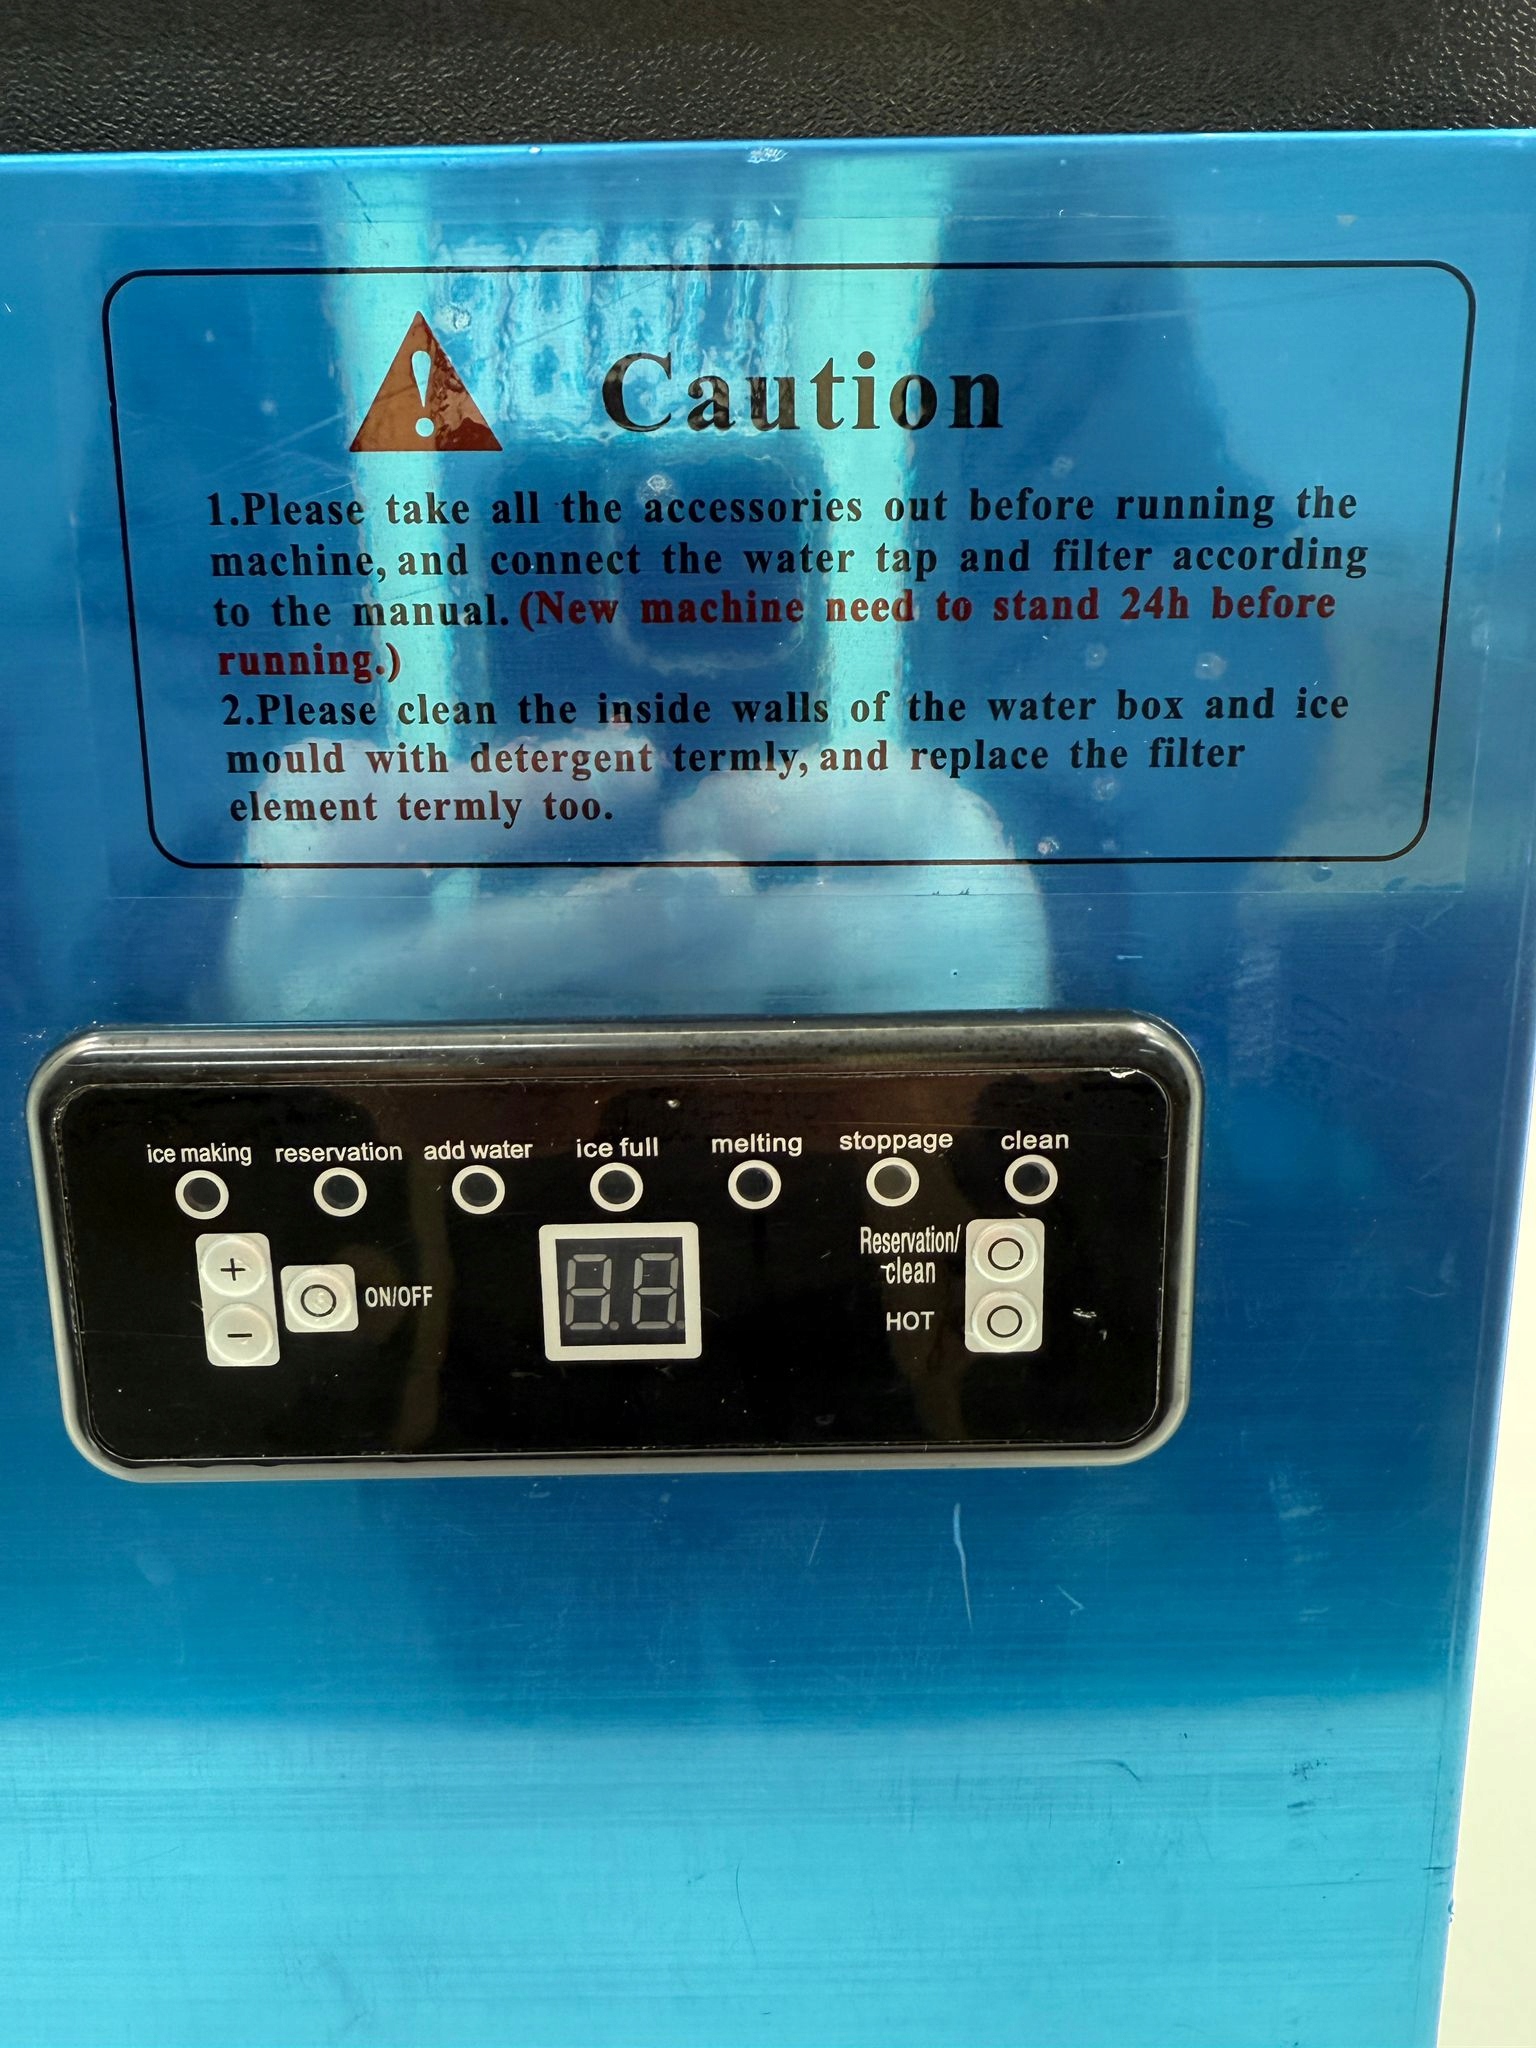 Caution
1.Please take all the accessories out before running the
machine, and connect the water tap and filter according
to the manual. (New machine need to stand 24h before
running.)
2.Please clean the inside walls of the water box and ice
mould with detergent termly, and replace the filter
element termly too.
ice making reservation add water ice full melting stoppage clean
+
ON/OFF
-
Reservation/
clean
HOT